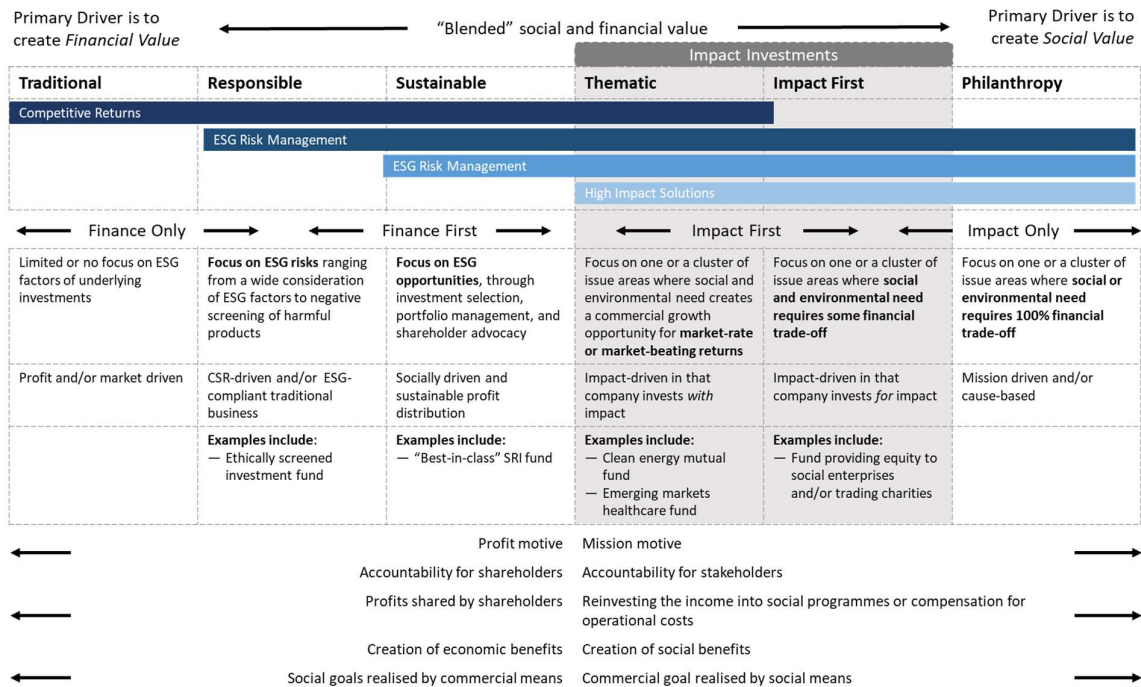 Primary Driver is to
create Financial Value
“Blended” social and financial value
Primary Driver is to
create Social Value
Impact Investments
Traditional
Responsible
Sustainable
Thematic
Impact First
Philanthropy
Competitive Returns
ESG Risk Management
ESG Risk Management
High Impact Solutions
Finance Only
Finance First
Impact First
Impact Only
Limited or no focus on ESG
factors of underlying
investments
Focus on ESG risks ranging
from a wide consideration
of ESG factors to negative
screening of harmful
products
Focus on ESG
opportunities, through
investment selection,
portfolio management, and
shareholder advocacy
Focus on one or a cluster of
issue areas where social and
environmental need creates
a commercial growth
opportunity for market-rate
or market-beating returns
Focus on one or a cluster of
issue areas where social
and environmental need
requires some financial
trade-off
Focus on one or a cluster of
issue areas where social or
environmental need
requires 100% financial
trade-off
Profit and/or market driven
CSR-driven and/or ESG-
compliant traditional
business
Socially driven and
sustainable profit
distribution
Impact-driven in that
company invests with
impact
Impact-driven in that
company invests for impact
Mission driven and/or
cause-based
Examples include:
— Ethically screened
investment fund
Examples include:
— “Best-in-class” SRI fund
Examples include:
— Clean energy mutual
fund
— Emerging markets
healthcare fund
Examples include:
— Fund providing equity to
social enterprises
and/or trading charities
Profit motive
Mission motive
Accountability for shareholders
Accountability for stakeholders
Profits shared by shareholders
Reinvesting the income into social programmes or compensation for
operational costs
Creation of economic benefits
Creation of social benefits
Social goals realised by commercial means
Commercial goal realised by social means